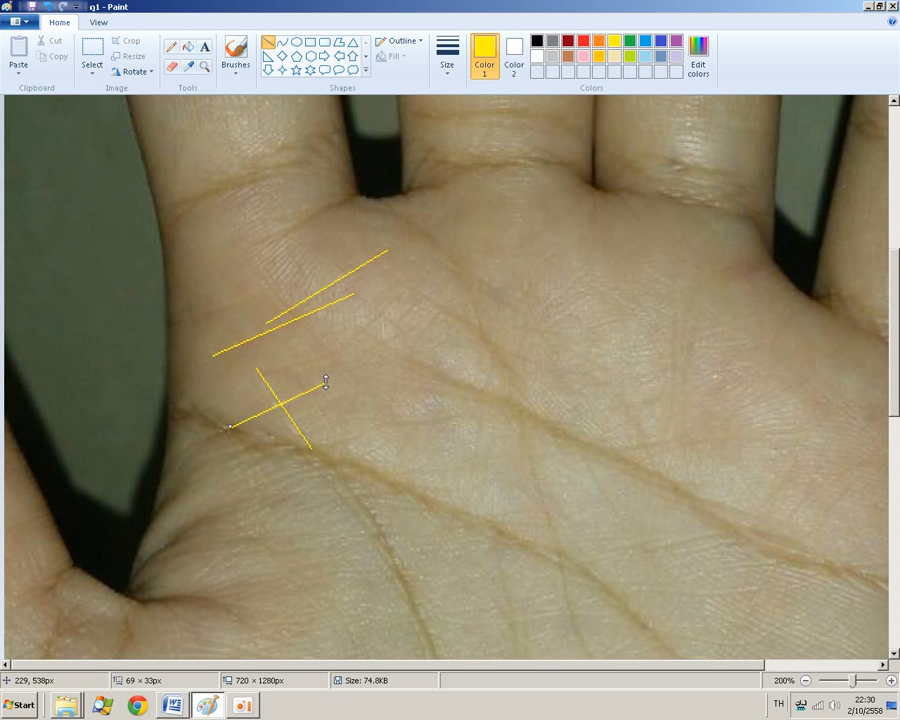 g1 - Paint
Home View
Paste Cut Copy Select Crop Resize Rotate A Brushes Outline Fill Size Color 1 Color 2 Edit colors
Clipboard Image Tools Shapes Colors
229, 538px 69 × 33px 720 × 1280px Size: 74.8KB 200%
Start TH 22:30
2/10/2558